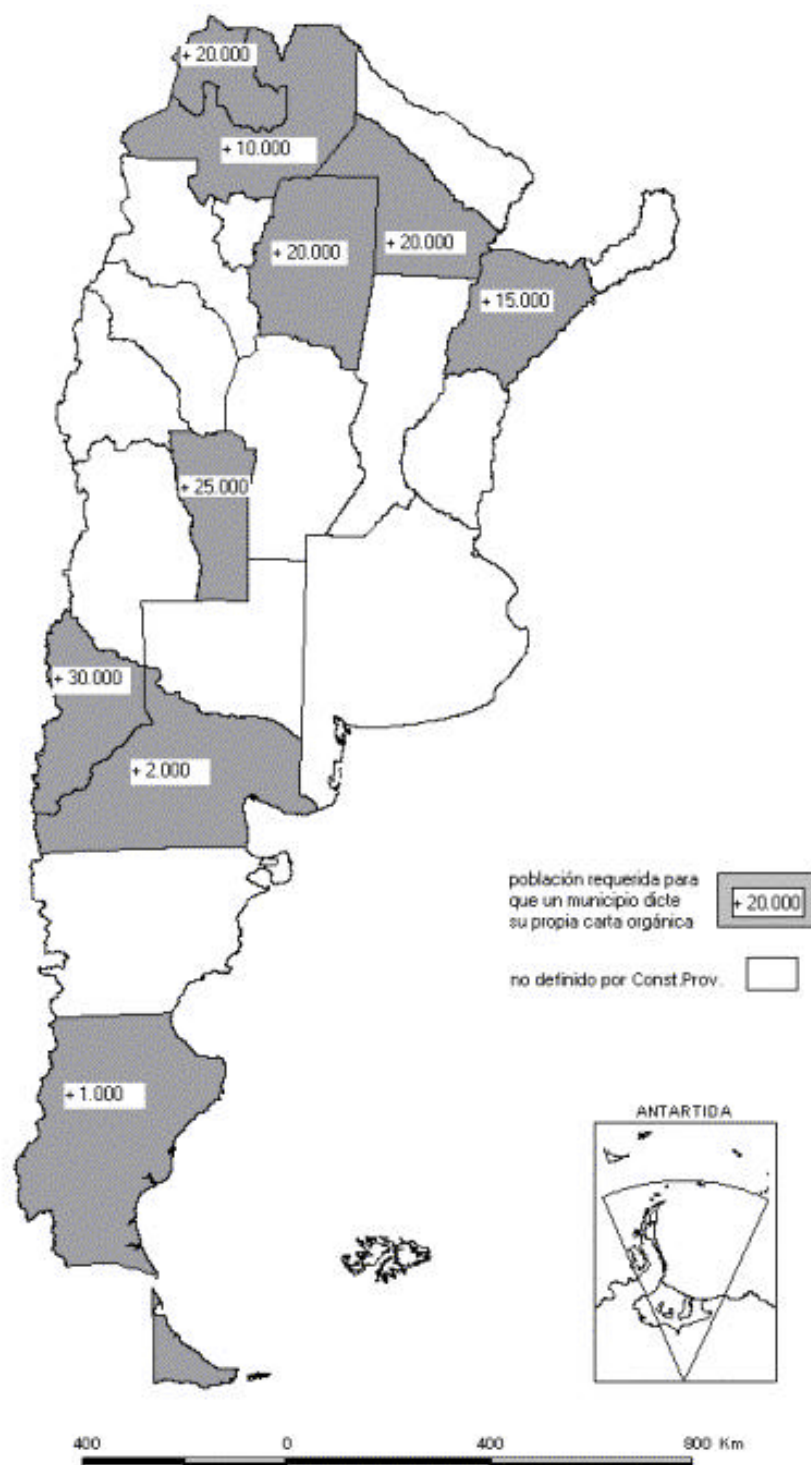 + 20.000
+ 10.000
+ 20.000
+ 20.000
+ 15.000
+ 25.000
+ 30.000
+ 2.000
población requerida para
que un municipio dicte
su propia carta orgánica
+ 20.000
no definido por Const.Prov.
+ 1.000
ANTARTIDA
400 0 400 800 Km